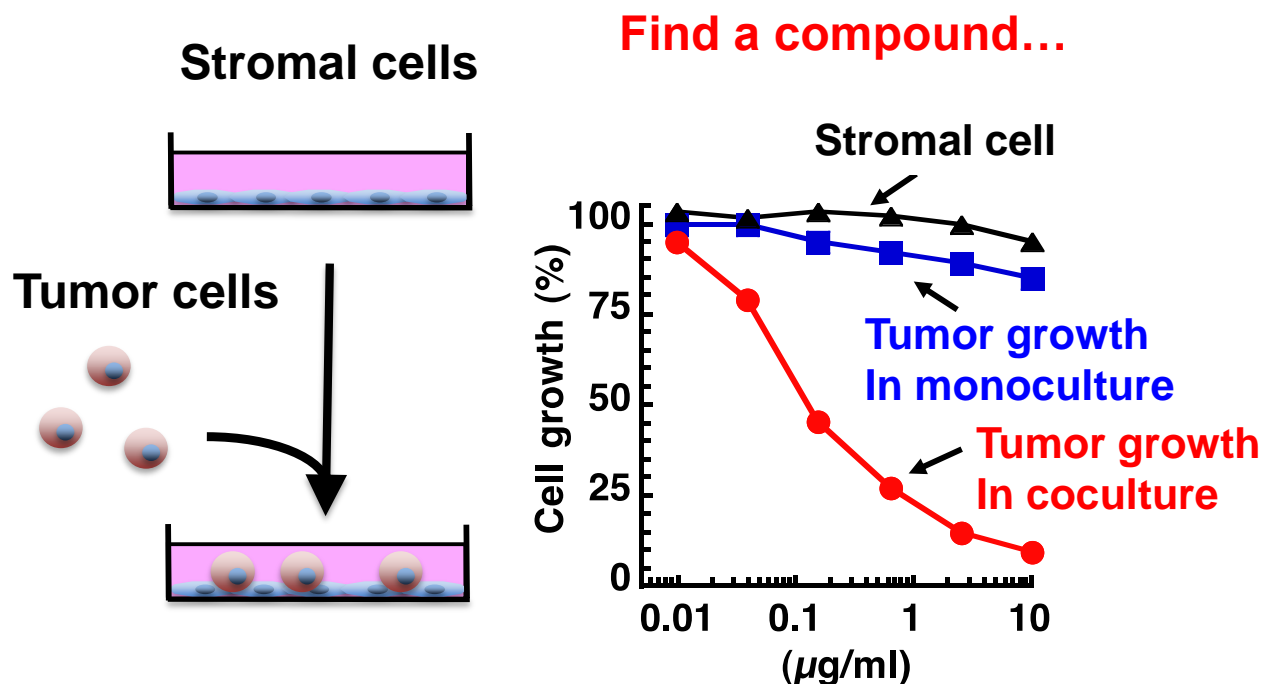 Find a compound…
Stromal cells
Tumor cells
Stromal cell
Tumor growth
In monoculture
Tumor growth
In coculture
Cell growth (%)
100
75
50
25
0
0.01 0.1 1 10
(µg/ml)